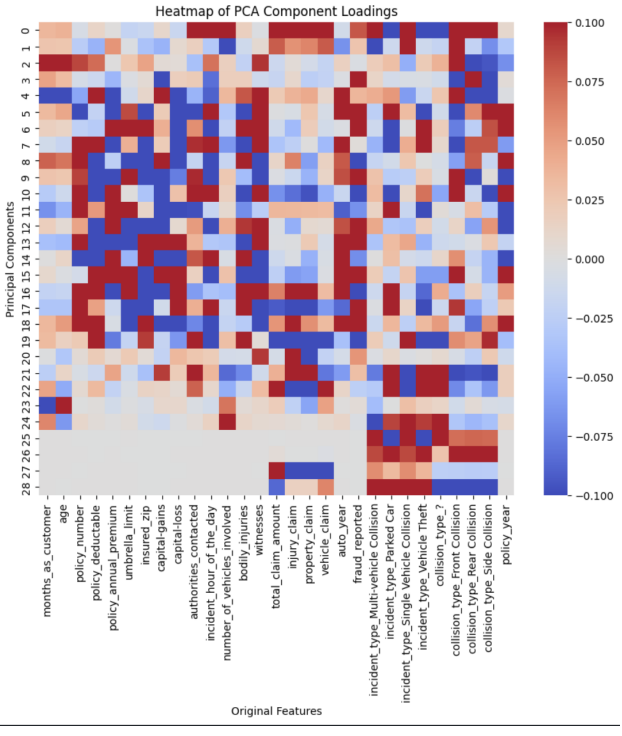 Heatmap of PCA Component Loadings
Principal Components
0
1
2
3
4
5
6
7
8
9
10
11
12
13
14
15
16
17
18
19
20
21
22
23
24
25
26
27
28
months_as_customer
age
policy_number
policy_deductable
policy_annual_premium
umbrella_limit
insured_zip
capital-gains
capital-loss
authorities_contacted
incident_hour_of_the_day
number_of_vehicles_involved
bodily_injuries
witnesses
total_claim_amount
injury_claim
property_claim
vehicle_claim
auto_year
fraud_reported
incident_type_Multi-vehicle Collision
incident_type_Parked Car
incident_type_Single Vehicle Collision
incident_type_Vehicle Theft
collision_type_?
collision_type_Front Collision
collision_type_Rear Collision
collision_type_Side Collision
policy_year
Original Features
0.100
0.075
0.050
0.025
0.000
−0.025
−0.050
−0.075
−0.100